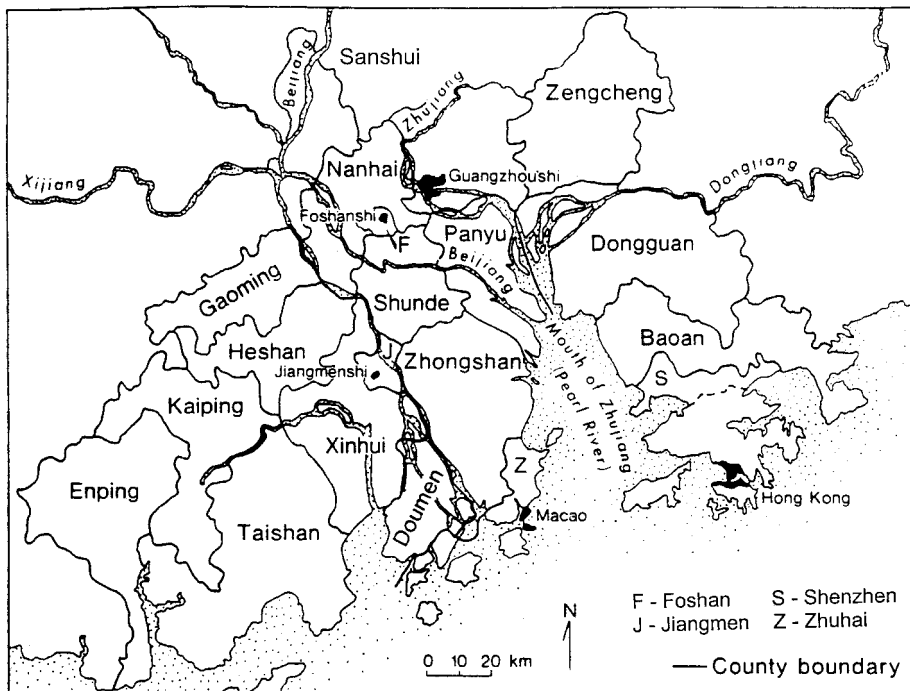 Beijiang
Sanshui
Zhujiang
Zengcheng
Xijiang
Nanhai
Guangzhou'shi
Dongjiang
Foshanshi
F
Panyu
Beijiang
Dongguan
Gaoming
Shunde
Mouth of Zhujiang
(Pearl River)
Baoan
Heshan
J
Zhongshan
Jiangmenshi
S
Kaiping
Xinhui
Z
Enping
Doumen
Hong Kong
Macao
Taishan
N
F - Foshan S - Shenzhen
J - Jiangmen Z - Zhuhai
0 10 20 km
County boundary